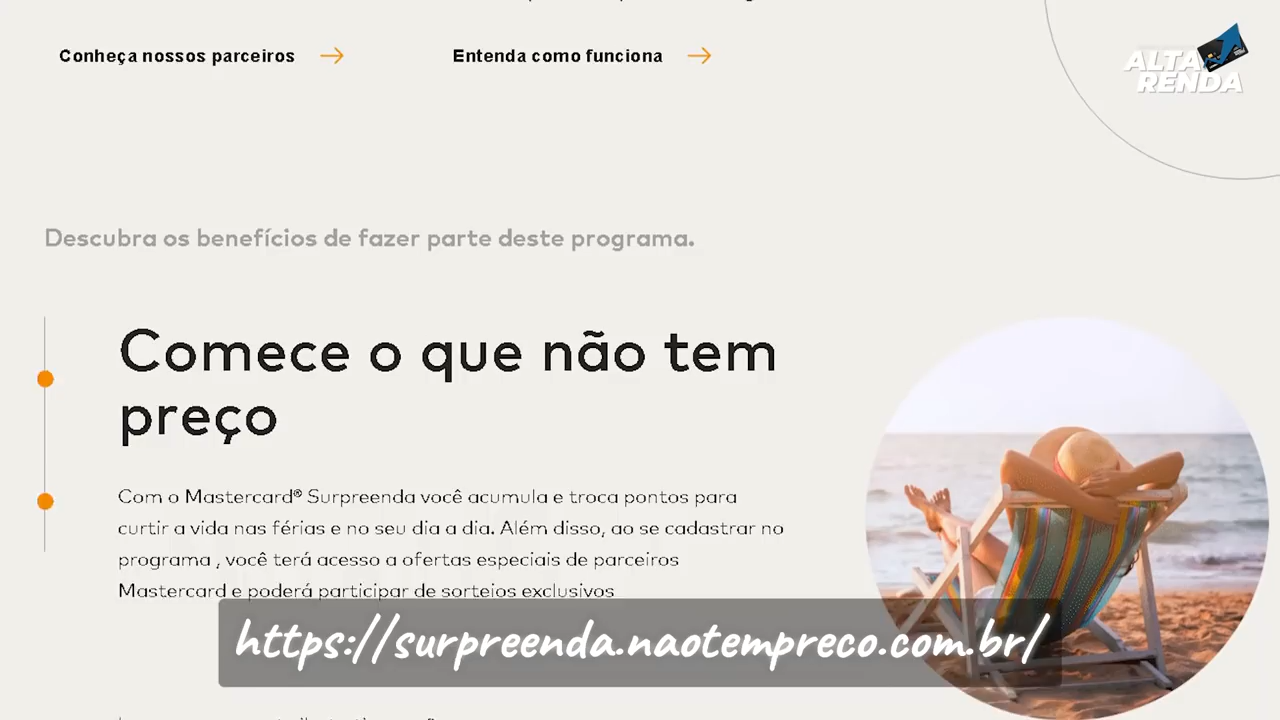 Conheça nossos parceiros
Entenda como funciona
ALTA
RENDA
Descubra os benefícios de fazer parte deste programa.
Comece o que não tem
preço
Com o Mastercard® Surpreenda você acumula e troca pontos para
curtir a vida nas férias e no seu dia a dia. Além disso, ao se cadastrar no
programa , você terá acesso a ofertas especiais de parceiros
Mastercard e poderá participar de sorteios exclusivos
https://surpreenda.naotempreco.com.br/